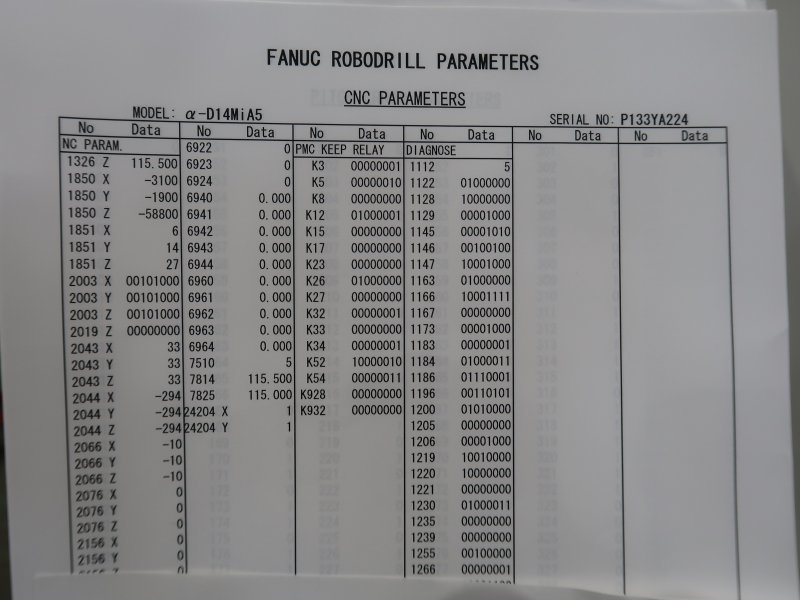 FANUC ROBODRILL PARAMETERS
CNC PARAMETERS
MODEL: α-D14MiA5
SERIAL NO: P133YA224
No Data No Data No Data No Data No Data No Data
NC PARAM.
1326 Z 115.500
1850 X -3100
1850 Y -1900
1850 Z -58800
1851 X 6
1851 Y 14
1851 Z 27
2003 X 00101000
2003 Y 00101000
2003 Z 00101000
2019 Z 00000000
2043 X 33
2043 Y 33
2043 Z 33
2044 X -294
2044 Y -294
2044 Z -294
2066 X -10
2066 Y -10
2066 Z -10
2076 X 0
2076 Y 0
2076 Z 0
2156 X 0
2156 Y 0
6922 0
6923 0
6924 0
6940 0.000
6941 0.000
6942 0.000
6943 0.000
6944 0.000
6960 0.000
6961 0.000
6962 0.000
6963 0.000
6964 0.000
7510 5
7814 115.500
7825 115.000
24204 X 1
24204 Y 1
PMC KEEP RELAY
K3 00000001
K5 00000010
K8 00000000
K12 01000001
K15 00000000
K17 00000000
K23 00000000
K26 01000000
K27 00000000
K32 00000001
K33 00000000
K34 00000001
K52 10000010
K54 00000011
K928 00000000
K932 00000000
DIAGNOSE
1112 5
1122 01000000
1128 10000000
1129 00001000
1145 00001010
1146 00100100
1147 10001000
1163 01000000
1166 10001111
1167 00000000
1173 00001000
1183 00000001
1184 01000011
1186 01110001
1196 00110101
1200 01010000
1205 00000000
1206 00001000
1219 10010000
1220 10000000
1221 00000000
1230 01000011
1235 00000000
1239 00000000
1255 00100000
1266 00000001